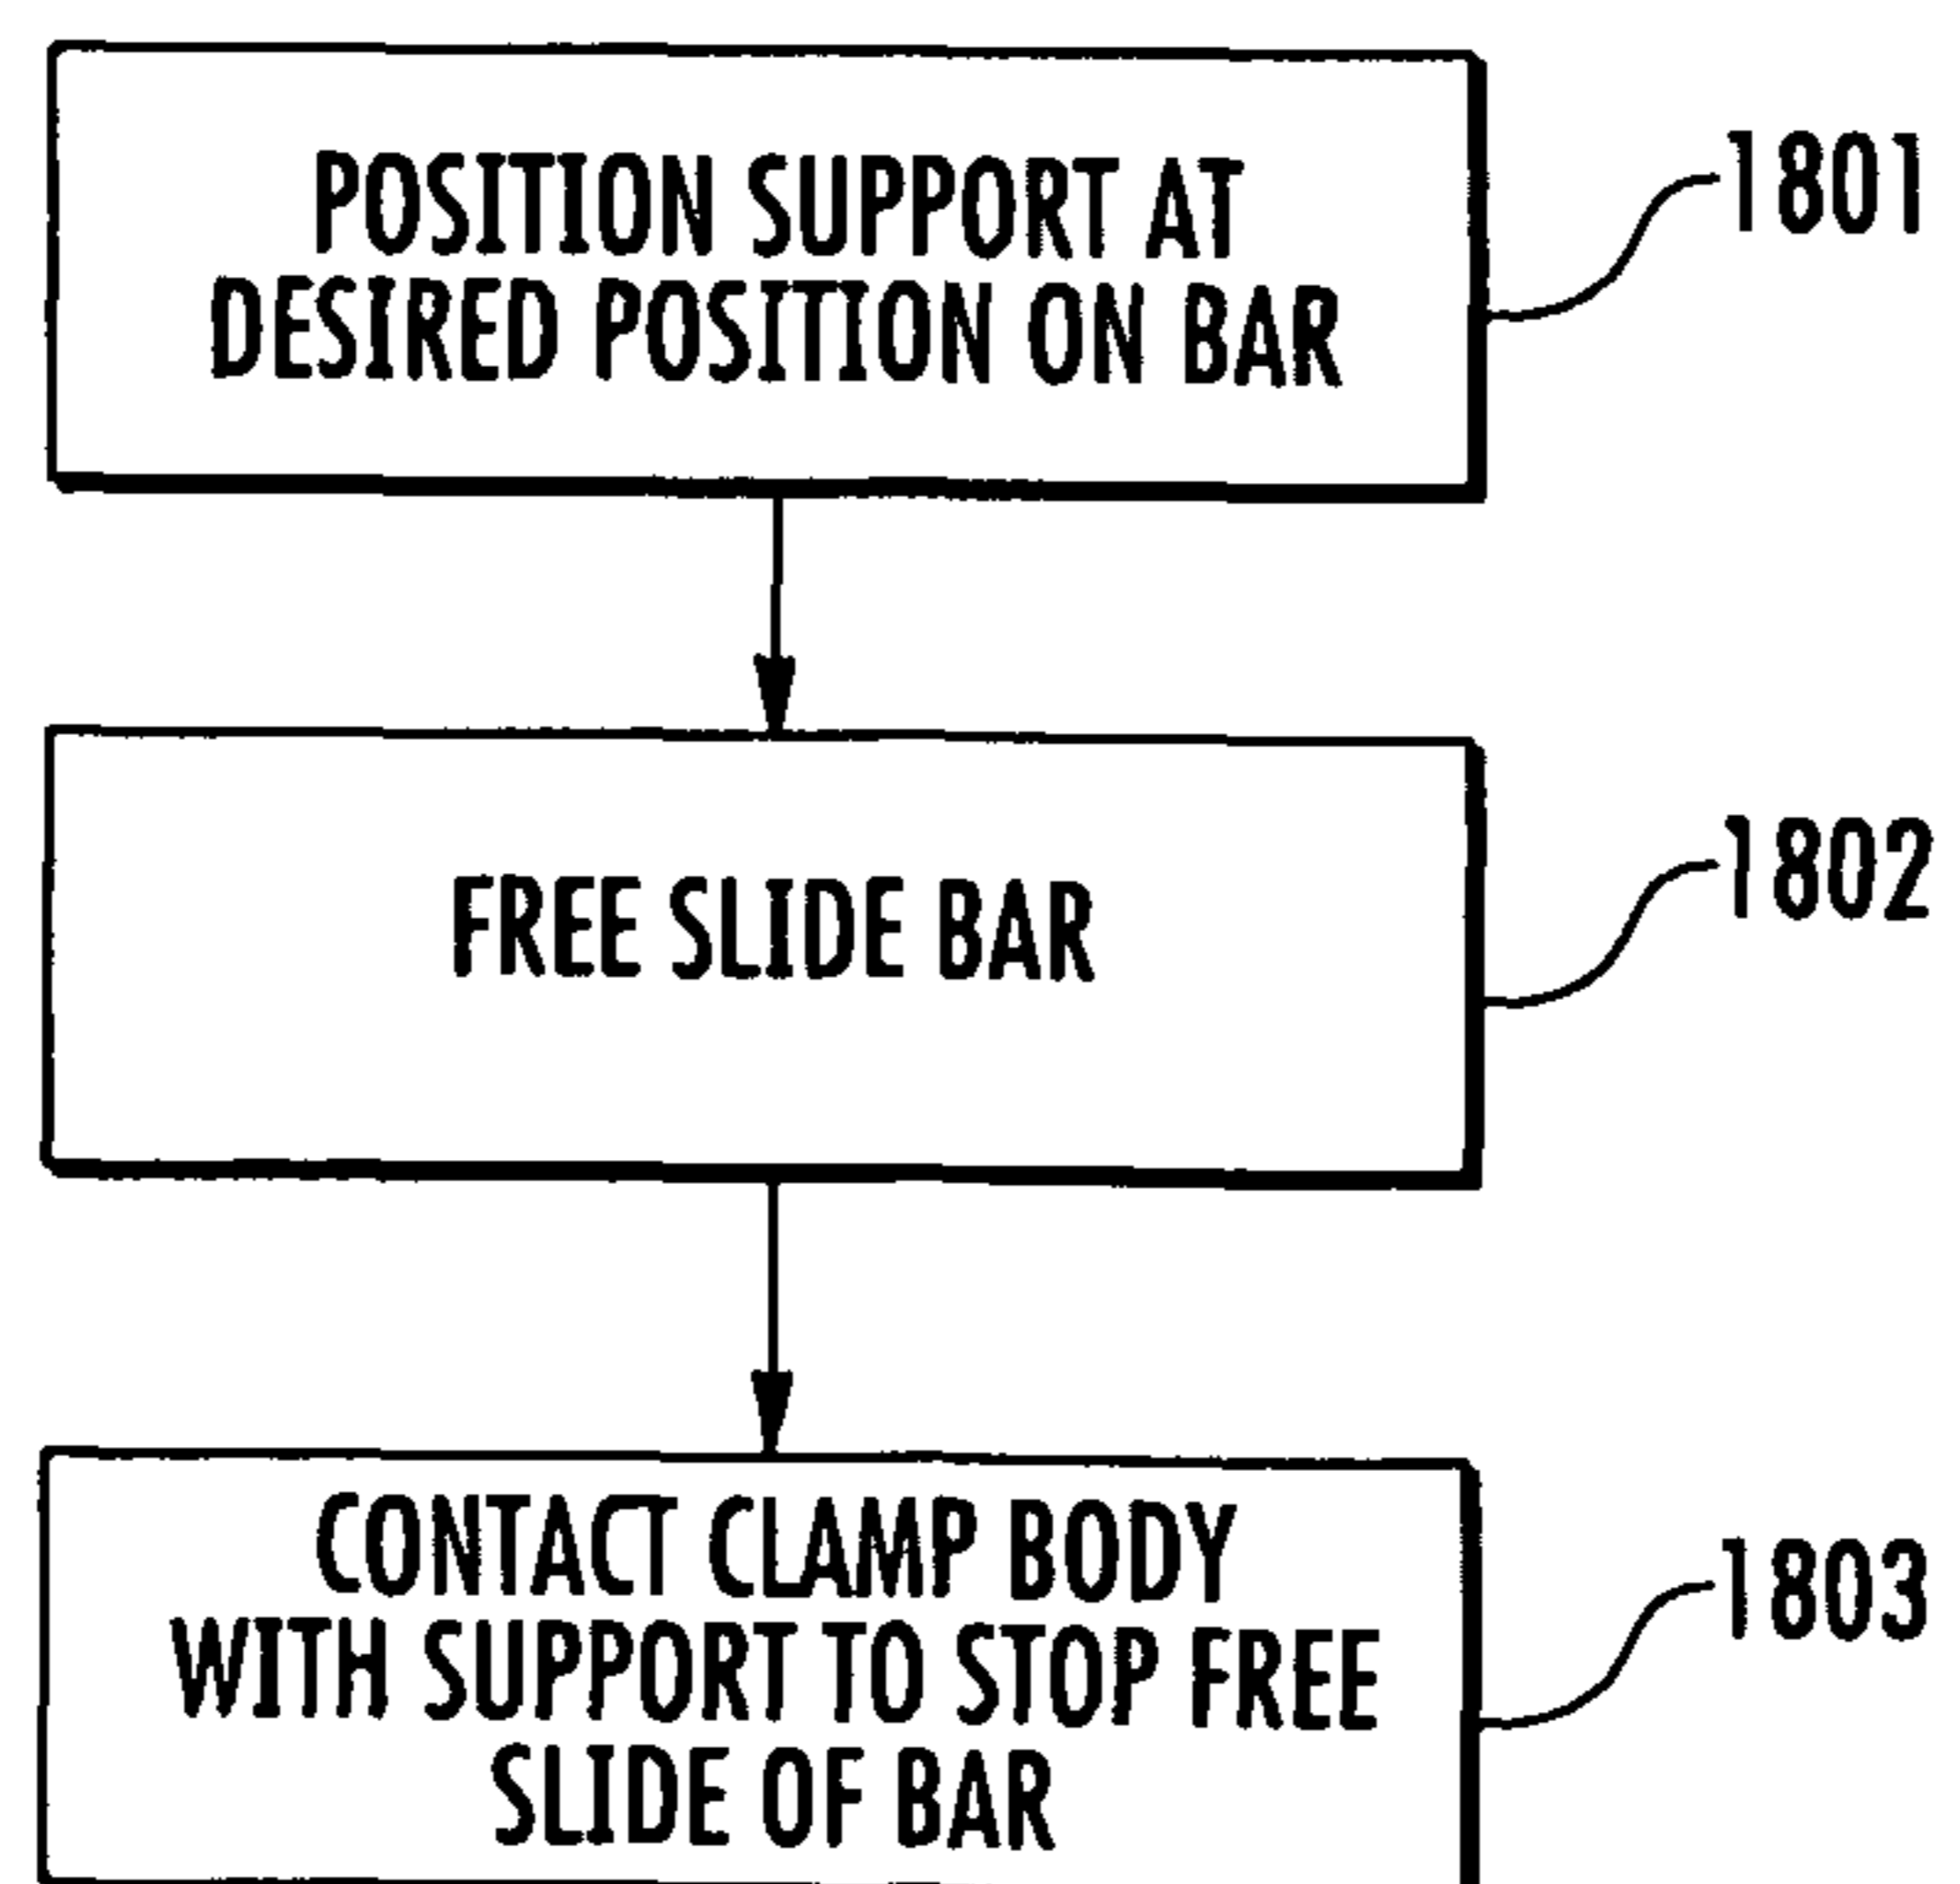 POSITION SUPPORT AT
DESIRED POSITION ON BAR
1801
FREE SLIDE BAR
1802
CONTACT CLAMP BODY
WITH SUPPORT TO STOP FREE
SLIDE OF BAR
1803